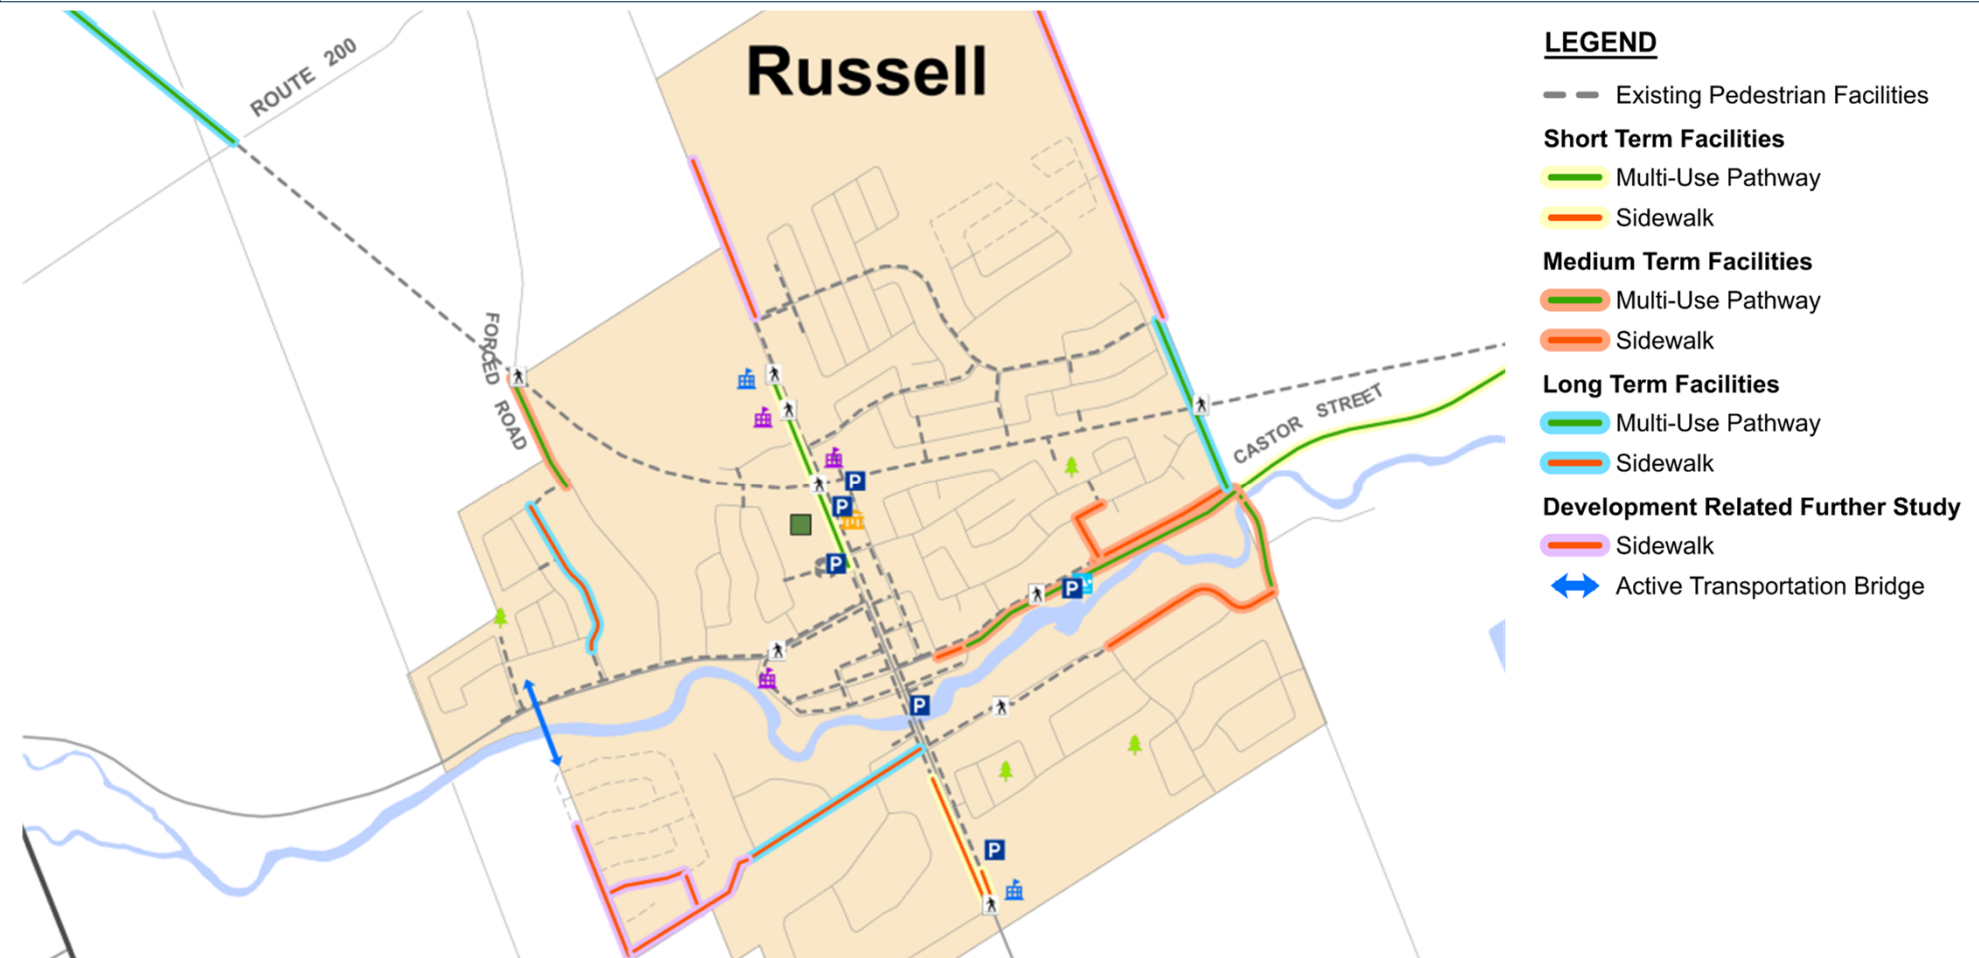 Russell
ROUTE 200
FORCED
ROAD
CASTOR STREET
P
P
P
P
P
P
LEGEND
Existing Pedestrian Facilities
Short Term Facilities
Multi-Use Pathway
Sidewalk
Medium Term Facilities
Multi-Use Pathway
Sidewalk
Long Term Facilities
Multi-Use Pathway
Sidewalk
Development Related Further Study
Sidewalk
Active Transportation Bridge